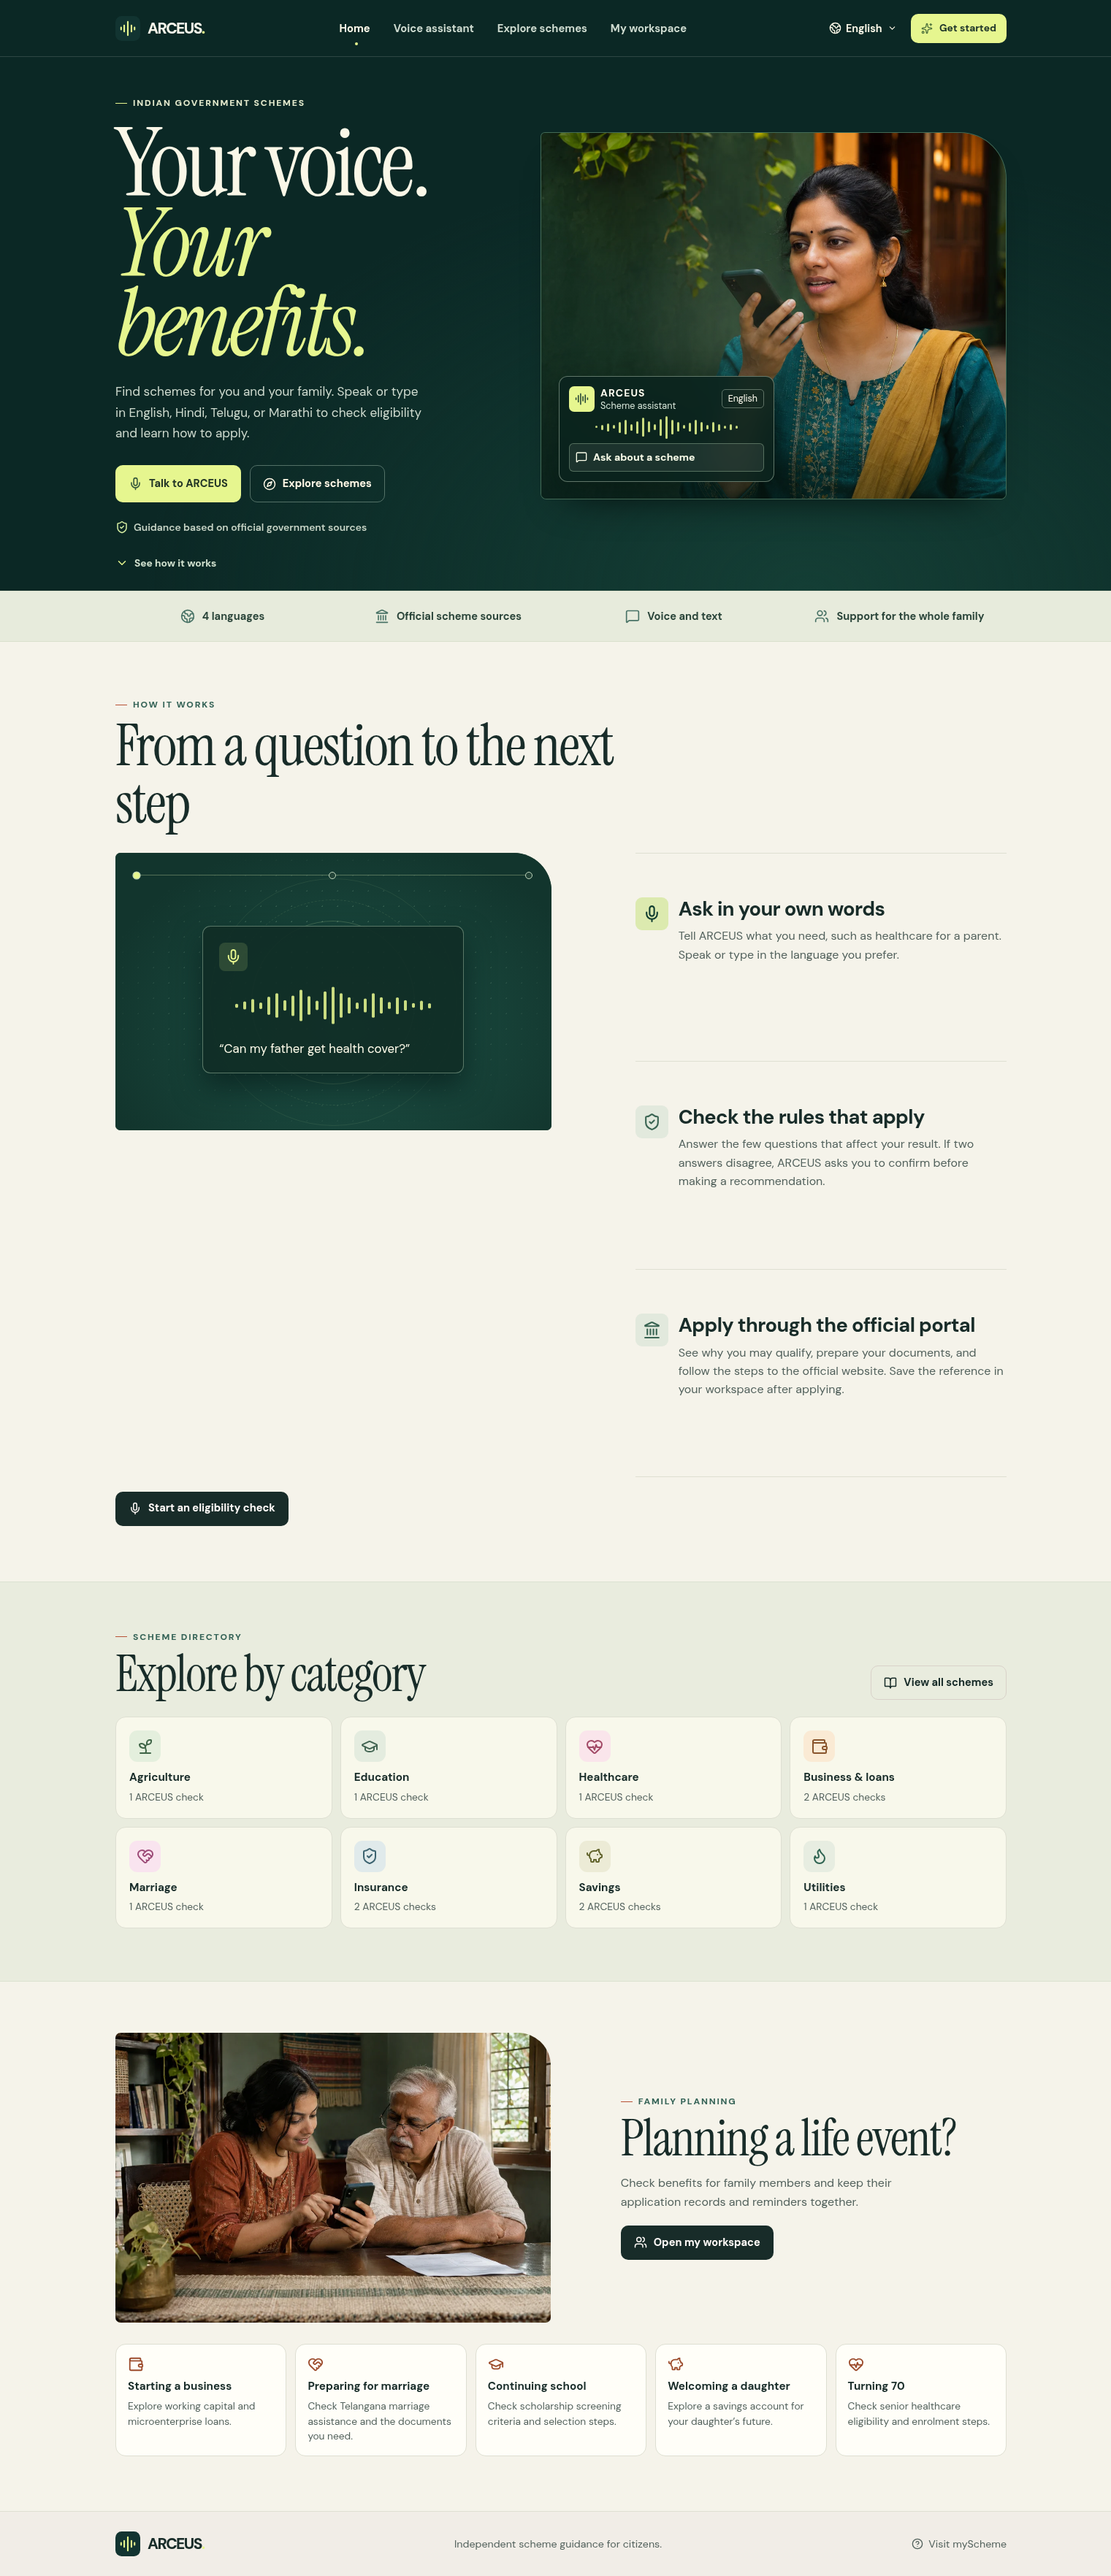 ARCEUS.
Home
Voice assistant
Explore schemes
My workspace
English
Get started
INDIAN GOVERNMENT SCHEMES
Your voice.
Your
benefits.
Find schemes for you and your family. Speak or type
in English, Hindi, Telugu, or Marathi to check eligibility
and learn how to apply.
Talk to ARCEUS
Explore schemes
Guidance based on official government sources
See how it works
ARCEUS
Scheme assistant
English
Ask about a scheme
4 languages
Official scheme sources
Voice and text
Support for the whole family
HOW IT WORKS
From a question to the next
step
“Can my father get health cover?”
Ask in your own words
Tell ARCEUS what you need, such as healthcare for a parent.
Speak or type in the language you prefer.
Check the rules that apply
Answer the few questions that affect your result. If two
answers disagree, ARCEUS asks you to confirm before
making a recommendation.
Apply through the official portal
See why you may qualify, prepare your documents, and
follow the steps to the official website. Save the reference in
your workspace after applying.
Start an eligibility check
SCHEME DIRECTORY
Explore by category
View all schemes
Agriculture
1 ARCEUS check
Education
1 ARCEUS check
Healthcare
1 ARCEUS check
Business & loans
2 ARCEUS checks
Marriage
1 ARCEUS check
Insurance
2 ARCEUS checks
Savings
2 ARCEUS checks
Utilities
1 ARCEUS check
FAMILY PLANNING
Planning a life event?
Check benefits for family members and keep their
application records and reminders together.
Open my workspace
Starting a business
Explore working capital and
microenterprise loans.
Preparing for marriage
Check Telangana marriage
assistance and the documents
you need.
Continuing school
Check scholarship screening
criteria and selection steps.
Welcoming a daughter
Explore a savings account for
your daughter’s future.
Turning 70
Check senior healthcare
eligibility and enrolment steps.
ARCEUS
Independent scheme guidance for citizens.
Visit myScheme